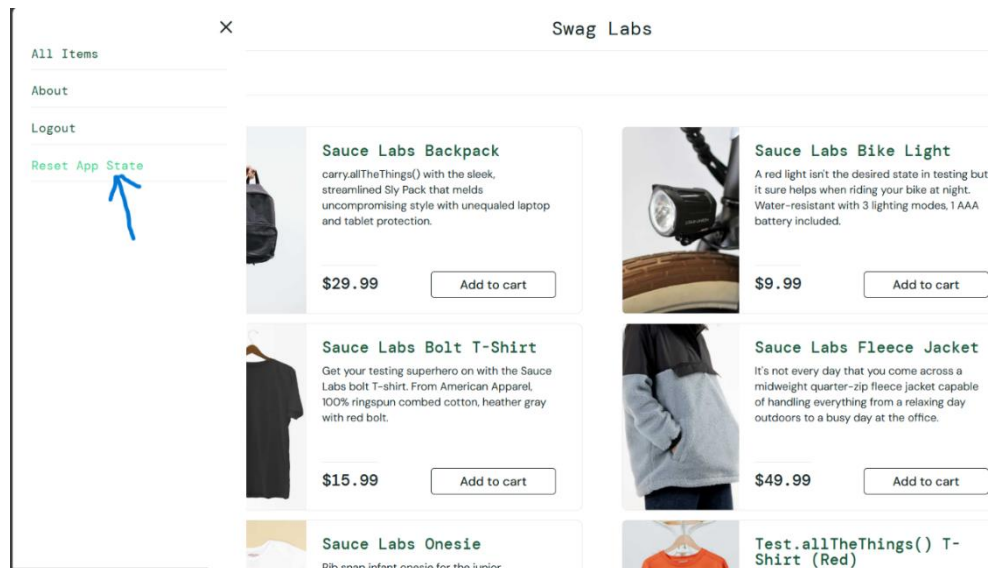 Swag Labs
All Items
About
Logout
Reset App State
Sauce Labs Backpack
carry.allTheThings() with the sleek,
streamlined Sly Pack that melds
uncompromising style with unequaled laptop
and tablet protection.
$29.99
Add to cart
Sauce Labs Bike Light
A red light isn't the desired state in testing but
it sure helps when riding your bike at night.
Water-resistant with 3 lighting modes, 1 AAA
battery included.
$9.99
Add to cart
Sauce Labs Bolt T-Shirt
Get your testing superhero on with the Sauce
Labs bolt T-shirt. From American Apparel,
100% ringspun combed cotton, heather gray
with red bolt.
$15.99
Add to cart
Sauce Labs Fleece Jacket
It's not every day that you come across a
midweight quarter-zip fleece jacket capable
of handling everything from a relaxing day
outdoors to a busy day at the office.
$49.99
Add to cart
Sauce Labs Onesie
Rib snap infant onesie for the junior
Test.allTheThings() T-
Shirt (Red)